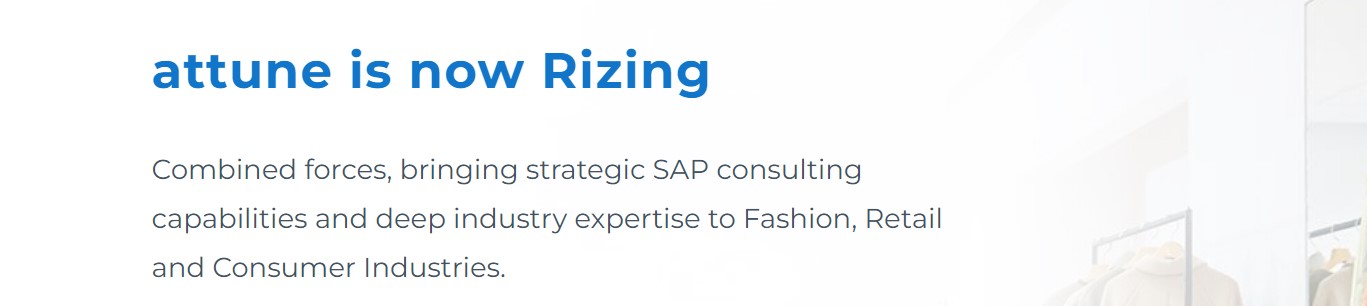 attune is now Rizing
Combined forces, bringing strategic SAP consulting
capabilities and deep industry expertise to Fashion, Retail
and Consumer Industries.